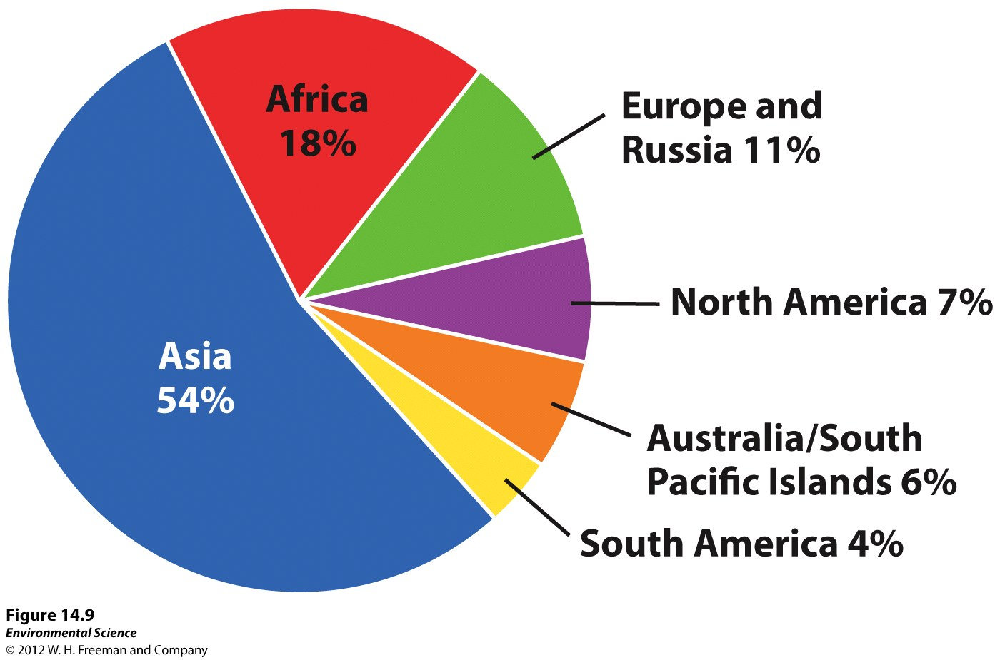 Africa
18%
Europe and
Russia 11%
North America 7%
Asia
54%
Australia/South
Pacific Islands 6%
South America 4%
Figure 14.9
Environmental Science
© 2012 W. H. Freeman and Company